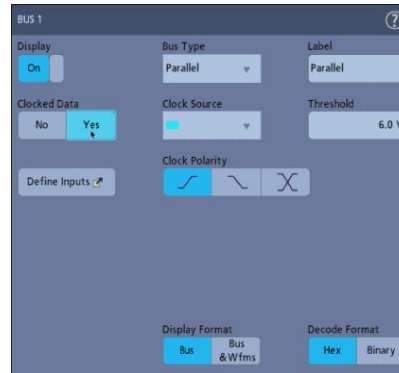 BUS 1
?
Display
Bus Type
Label
On
Parallel
Parallel
Clocked Data
Clock Source
Threshold
No
Yes
6.0 V
Clock Polarity
Define Inputs
Display Format
Decode Format
Bus
Bus
&Wfms
Hex
Binary